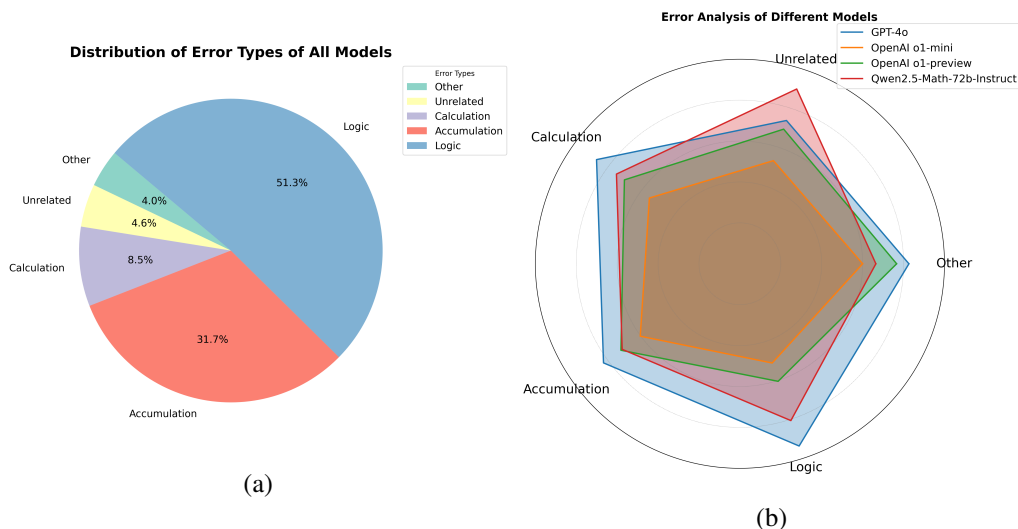 Distribution of Error Types of All Models
Error Types
Other
Unrelated
Calculation
Accumulation
Logic
Logic
51.3%
Other
4.0%
Unrelated
4.6%
Calculation
8.5%
31.7%
Accumulation
(a)
Error Analysis of Different Models
GPT-4o
OpenAI o1-mini
OpenAI o1-preview
Qwen2.5-Math-72b-Instruct
Unrelated
Calculation
Other
Accumulation
Logic
(b)